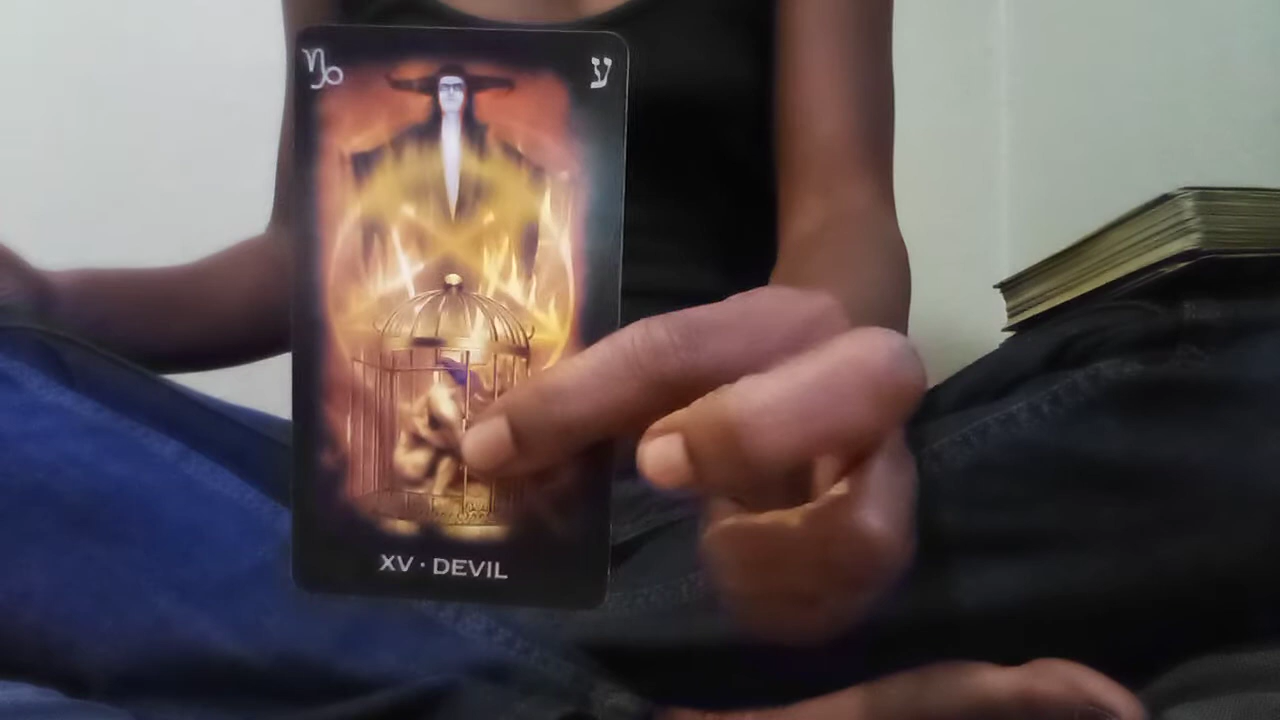 ♑ ע
XV · DEVIL